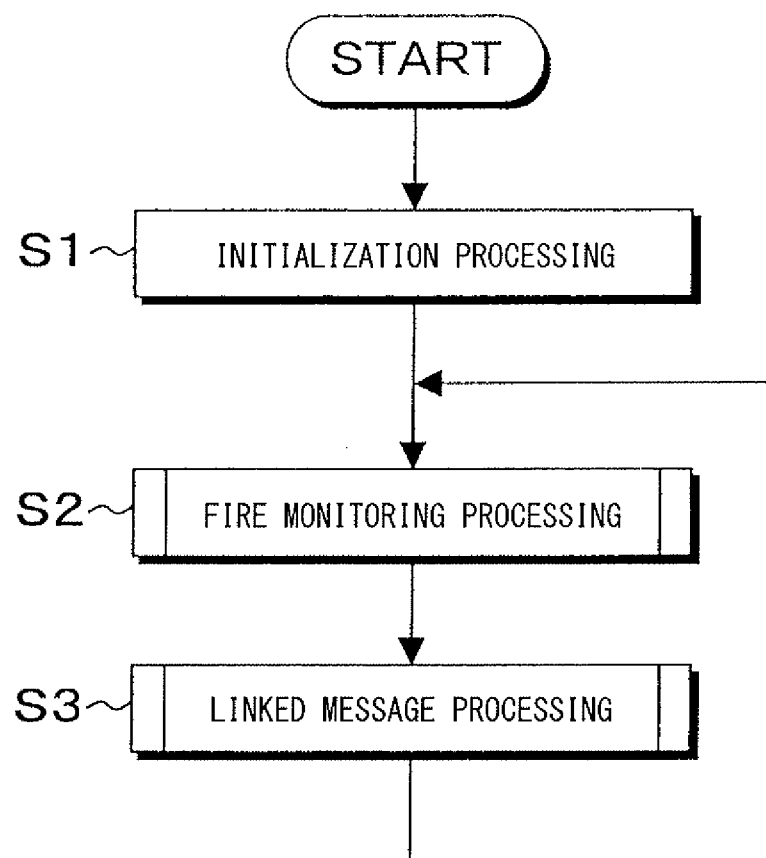 START
S1 INITIALIZATION PROCESSING
S2 FIRE MONITORING PROCESSING
S3 LINKED MESSAGE PROCESSING